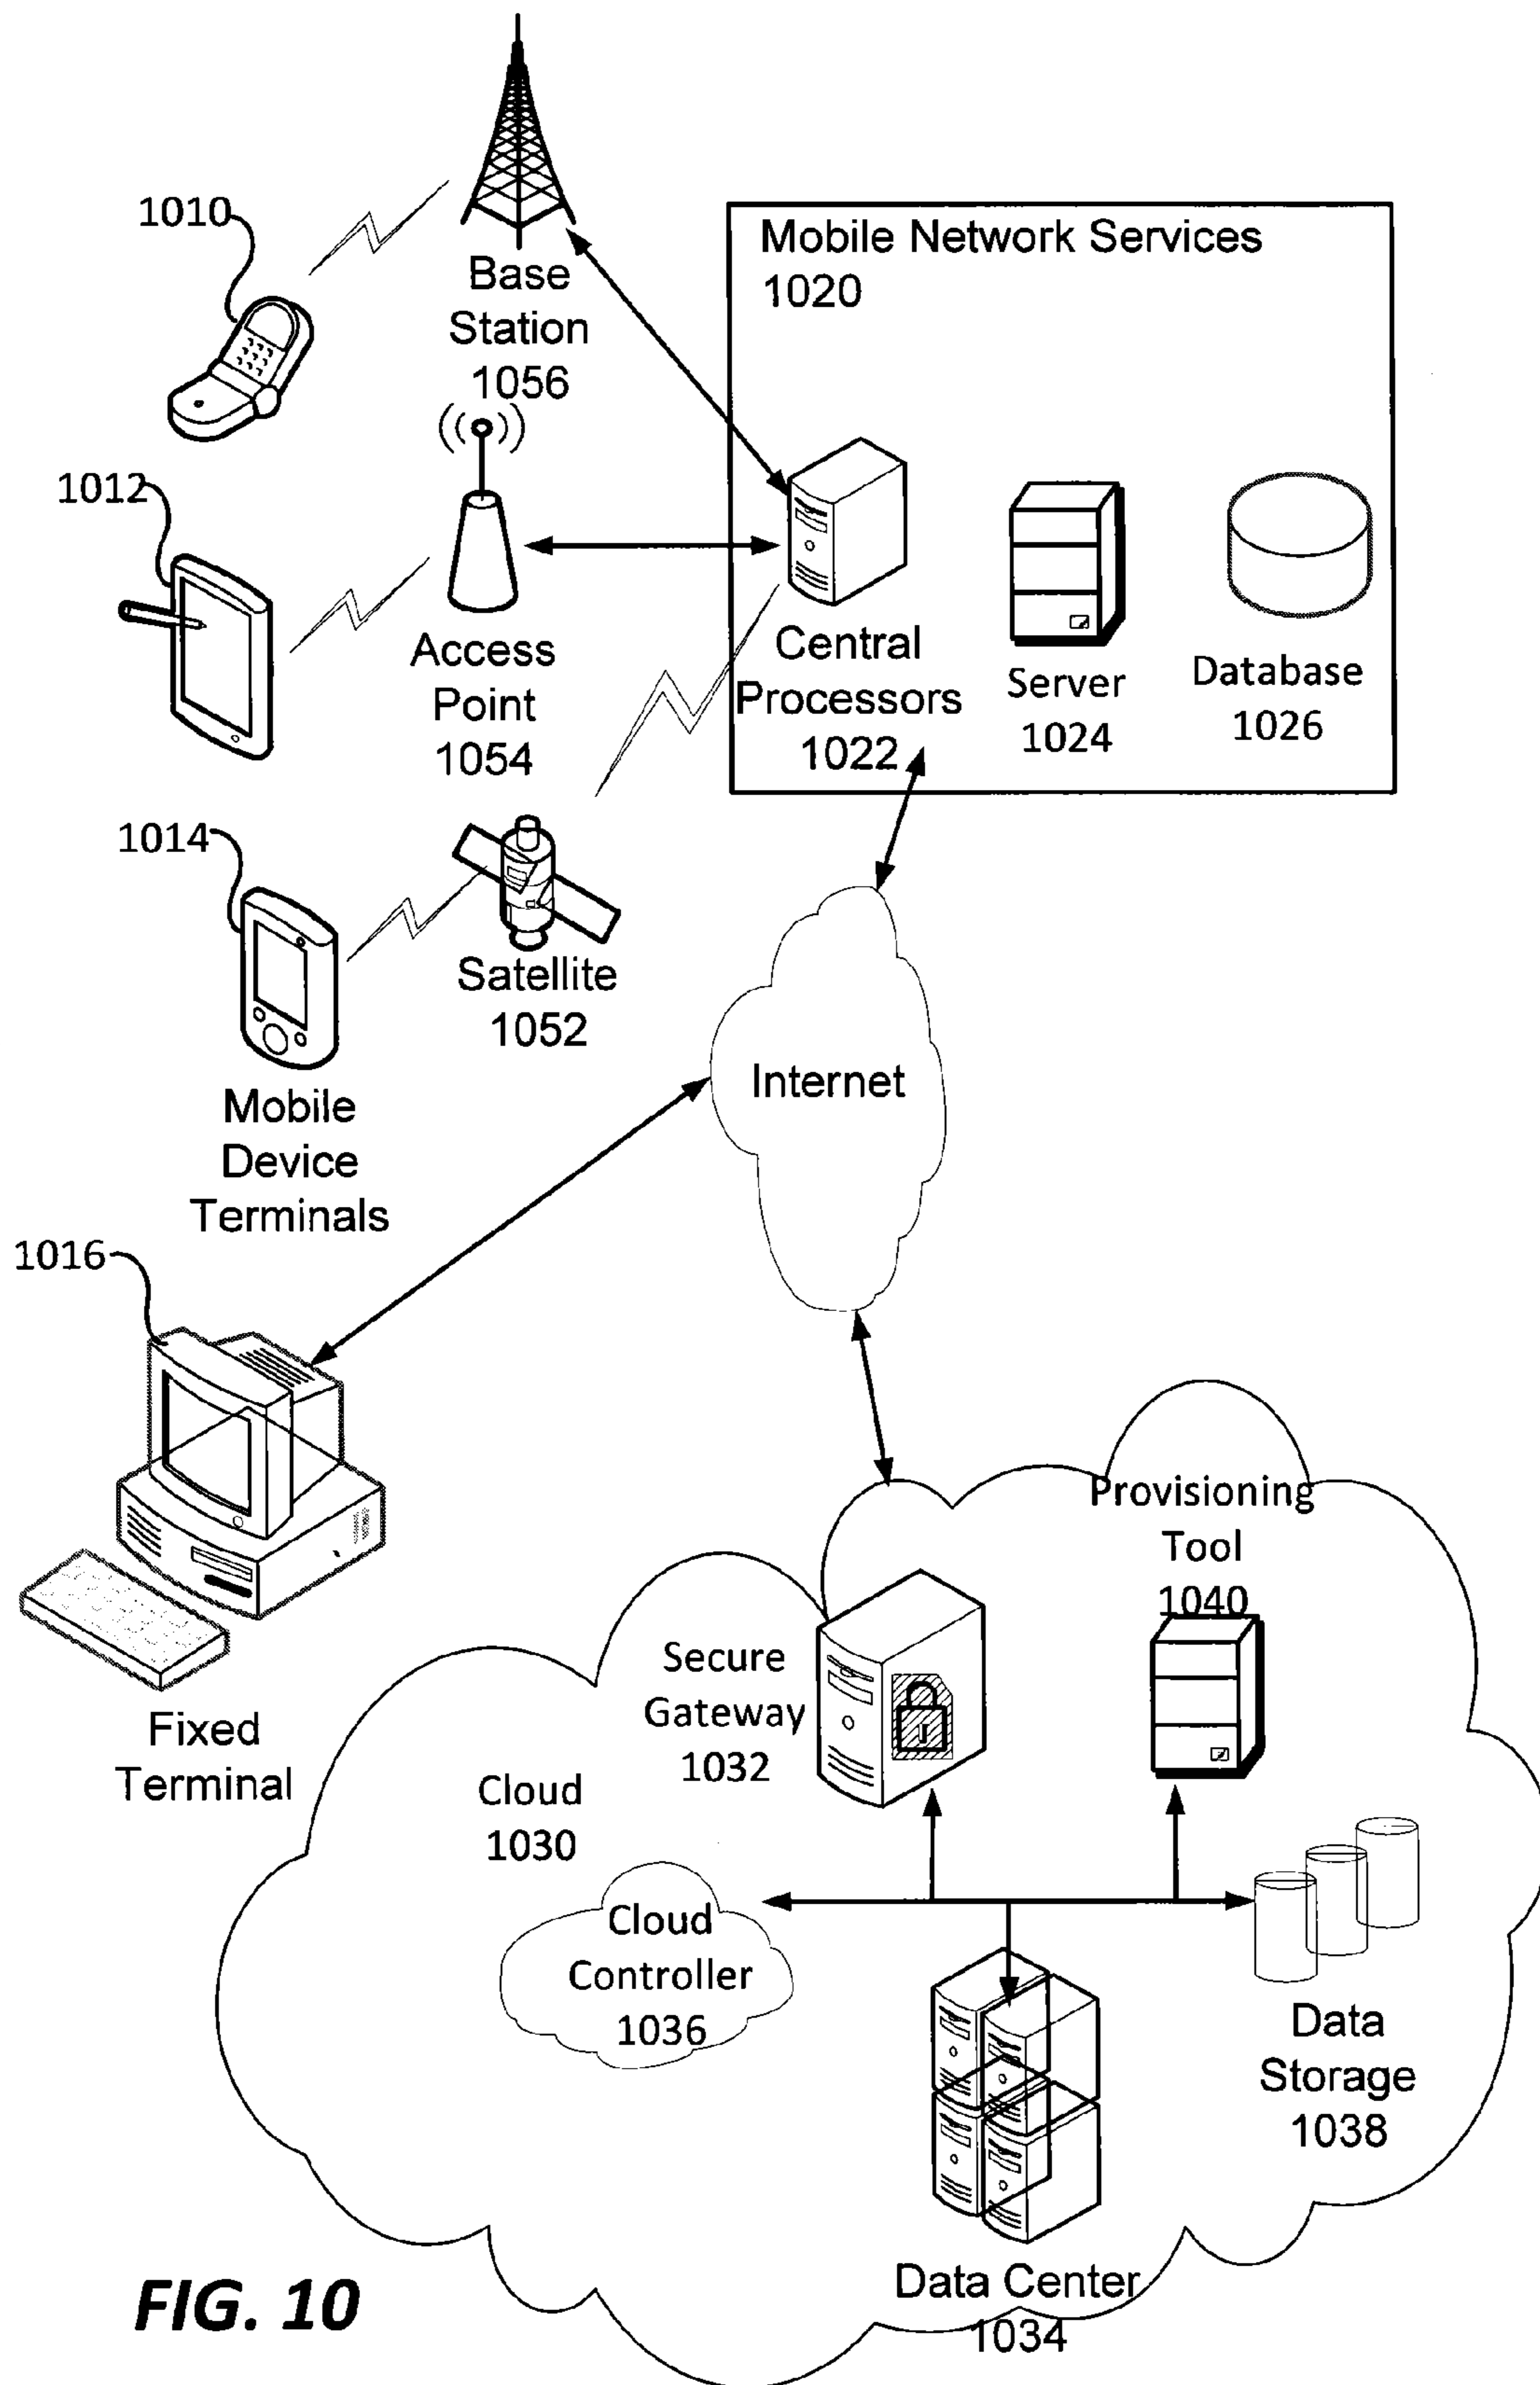 1010
Base
Station
1056
Mobile Network Services
1020
1012
Access
Point
1054
Central
Processors
1022
Server
1024
Database
1026
1014
Satellite
1052
Mobile
Device
Terminals
Internet
1016
Fixed
Terminal
Provisioning
Tool
1040
Secure
Gateway
1032
Cloud
1030
Cloud
Controller
1036
Data
Storage
1038
Data Center
1034
FIG. 10